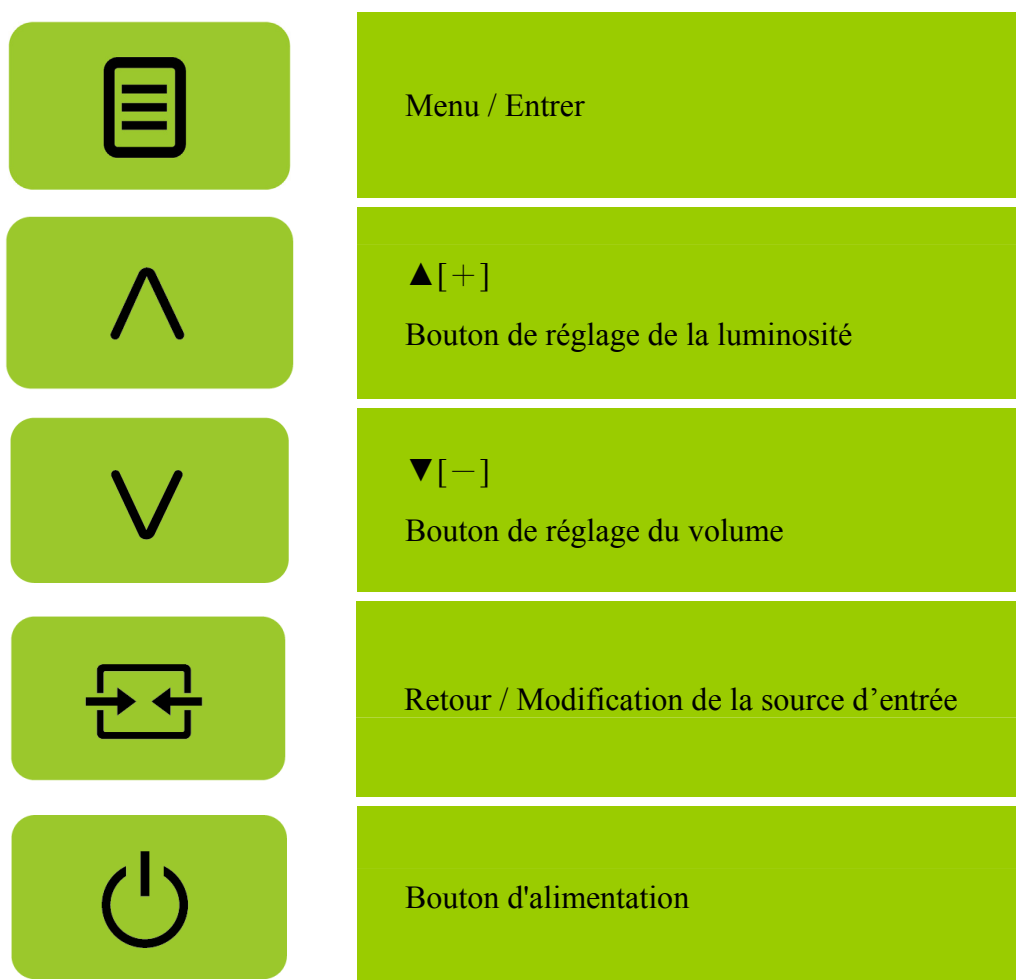 Menu / Entrer
▲[+]
Bouton de réglage de la luminosité
▼[−]
Bouton de réglage du volume
Retour / Modification de la source d’entrée
Bouton d'alimentation